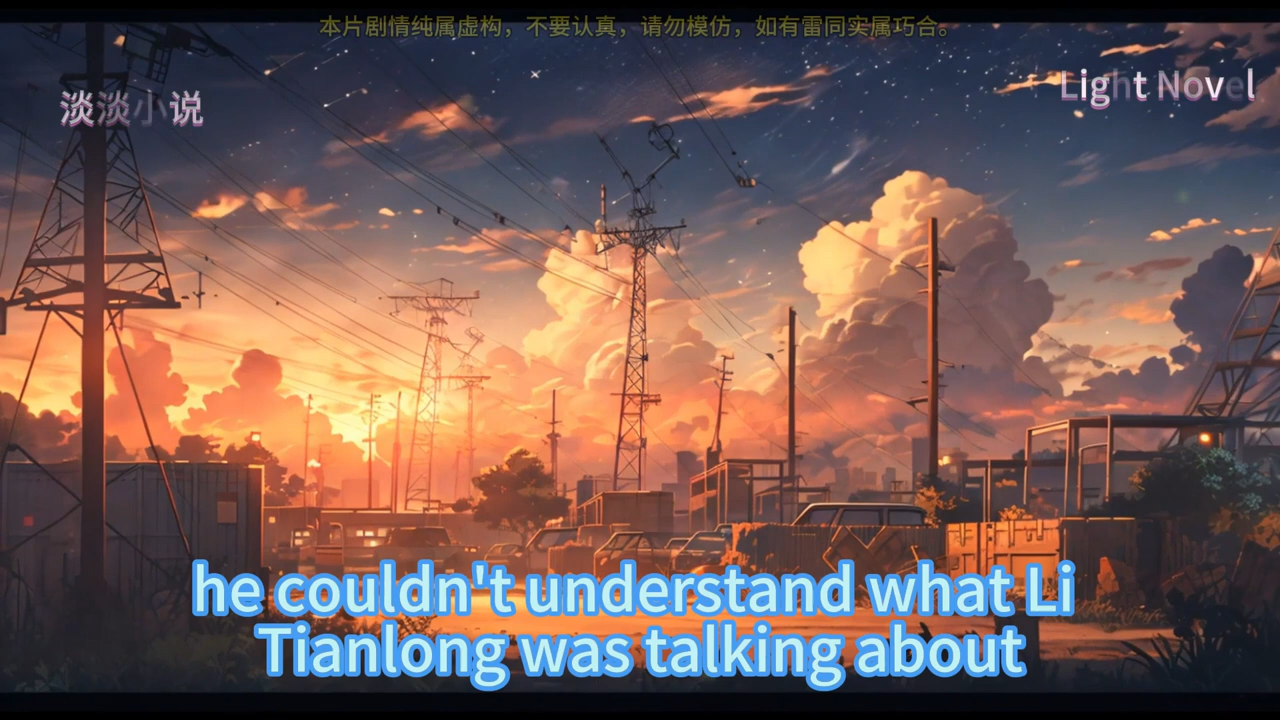 本片剧情纯属虚构，不要认真，请勿模仿，如有雷同实属巧合。
淡淡小说
Light Novel
he couldn't understand what Li
Tianlong was talking about